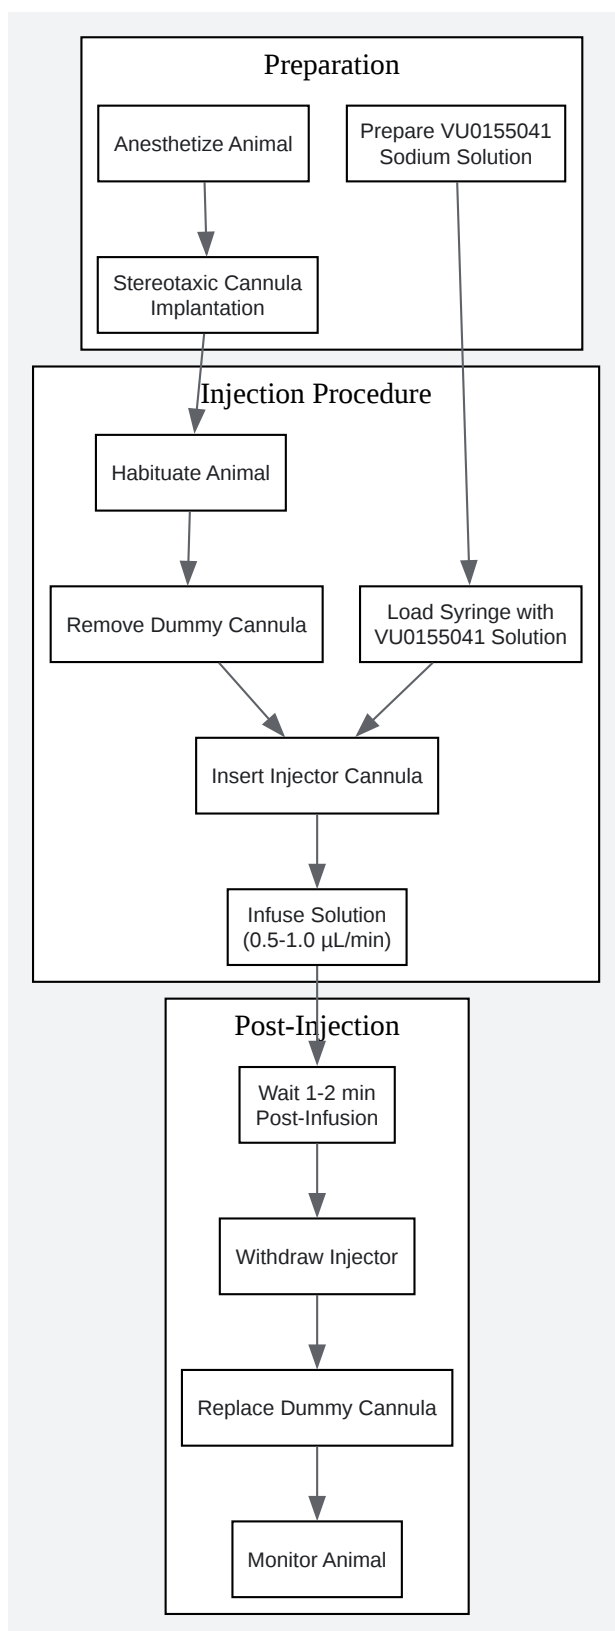 Preparation
Anesthetize Animal
Prepare VU0155041
Sodium Solution
Stereotaxic Cannula
Implantation
Injection Procedure
Habituate Animal
Remove Dummy Cannula
Load Syringe with
VU0155041 Solution
Insert Injector Cannula
Infuse Solution
(0.5-1.0 µL/min)
Post-Injection
Wait 1-2 min
Post-Infusion
Withdraw Injector
Replace Dummy Cannula
Monitor Animal